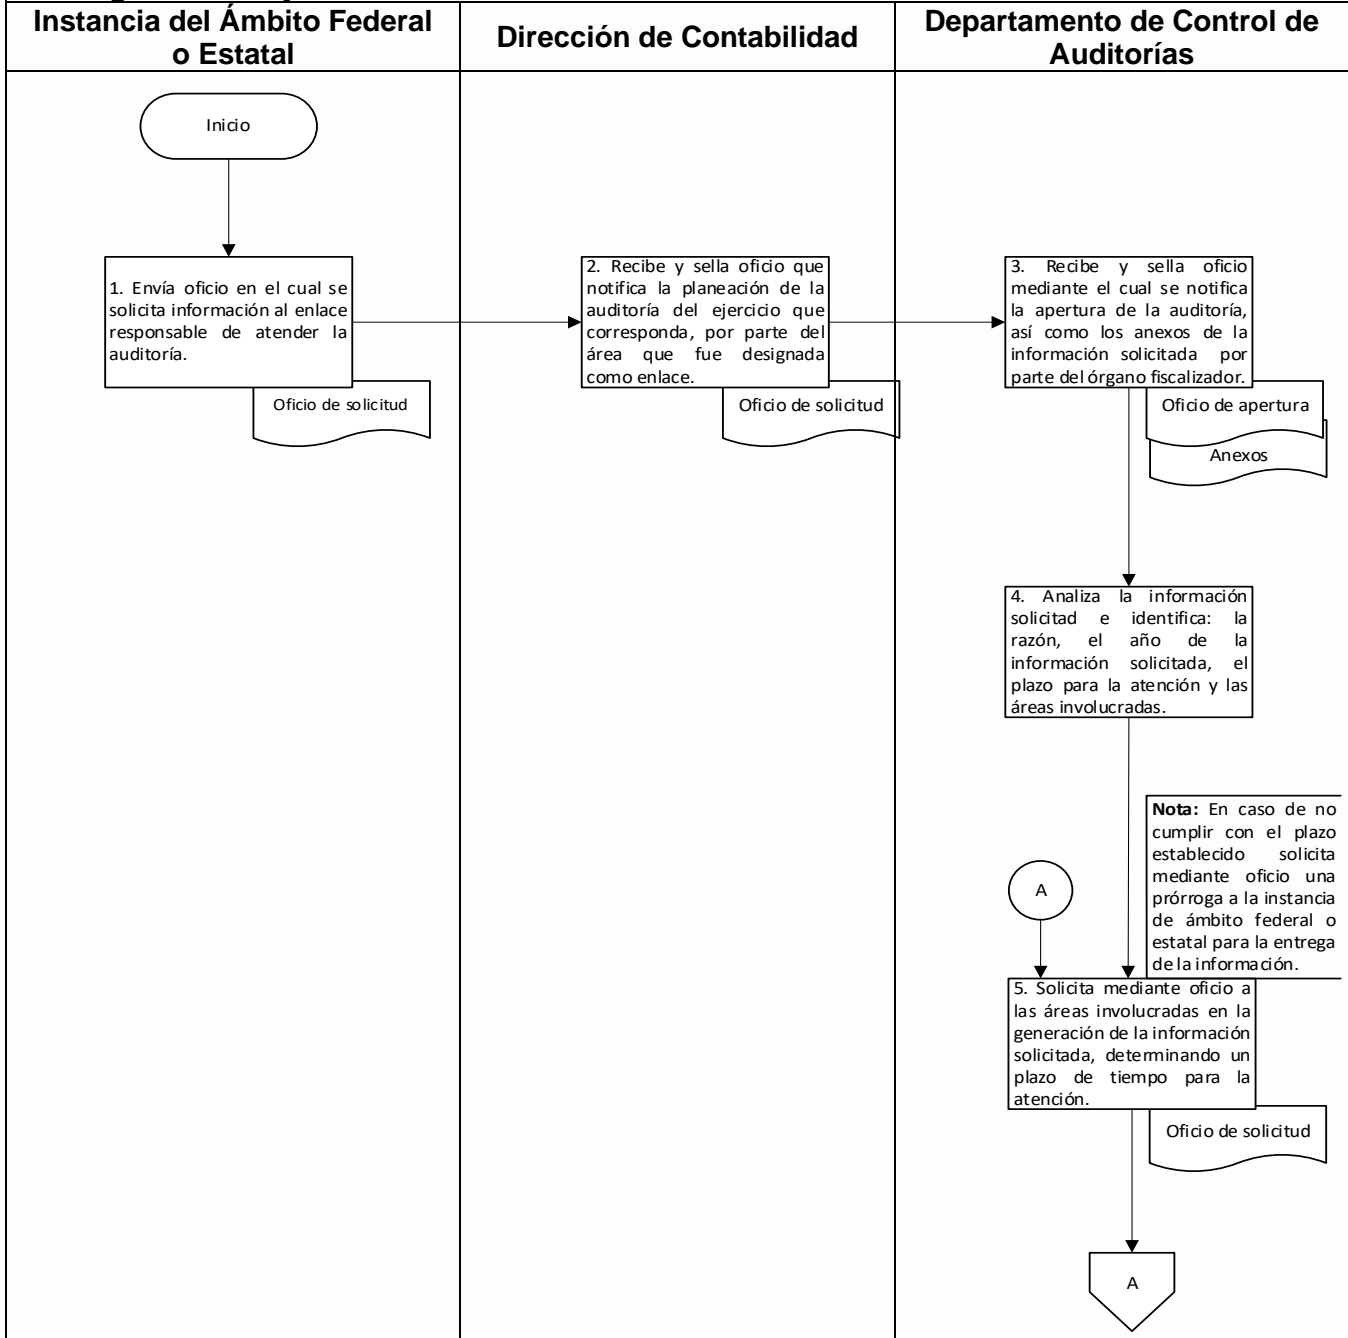 Instancia del Ámbito Federal
o Estatal
Dirección de Contabilidad
Departamento de Control de
Auditorías
Inicio
1. Envía oficio en el cual se
solicita información al enlace
responsable de atender la
auditoría.
Oficio de solicitud
2. Recibe y sella oficio que
notifica la planeación de la
auditoría del ejercicio que
corresponda, por parte del
área que fue designada
como enlace.
Oficio de solicitud
3. Recibe y sella oficio
mediante el cual se notifica
la apertura de la auditoría,
así como los anexos de la
información solicitada por
parte del órgano fiscalizador.
Oficio de apertura
Anexos
4. Analiza la información
solicitad e identifica: la
razón, el año de la
información solicitada, el
plazo para la atención y las
áreas involucradas.
Nota: En caso de no
cumplir con el plazo
establecido solicita
mediante oficio una
prórroga a la instancia
de ámbito federal o
estatal para la entrega
de la información.
A
5. Solicita mediante oficio a
las áreas involucradas en la
generación de la información
solicitada, determinando un
plazo de tiempo para la
atención.
Oficio de solicitud
A